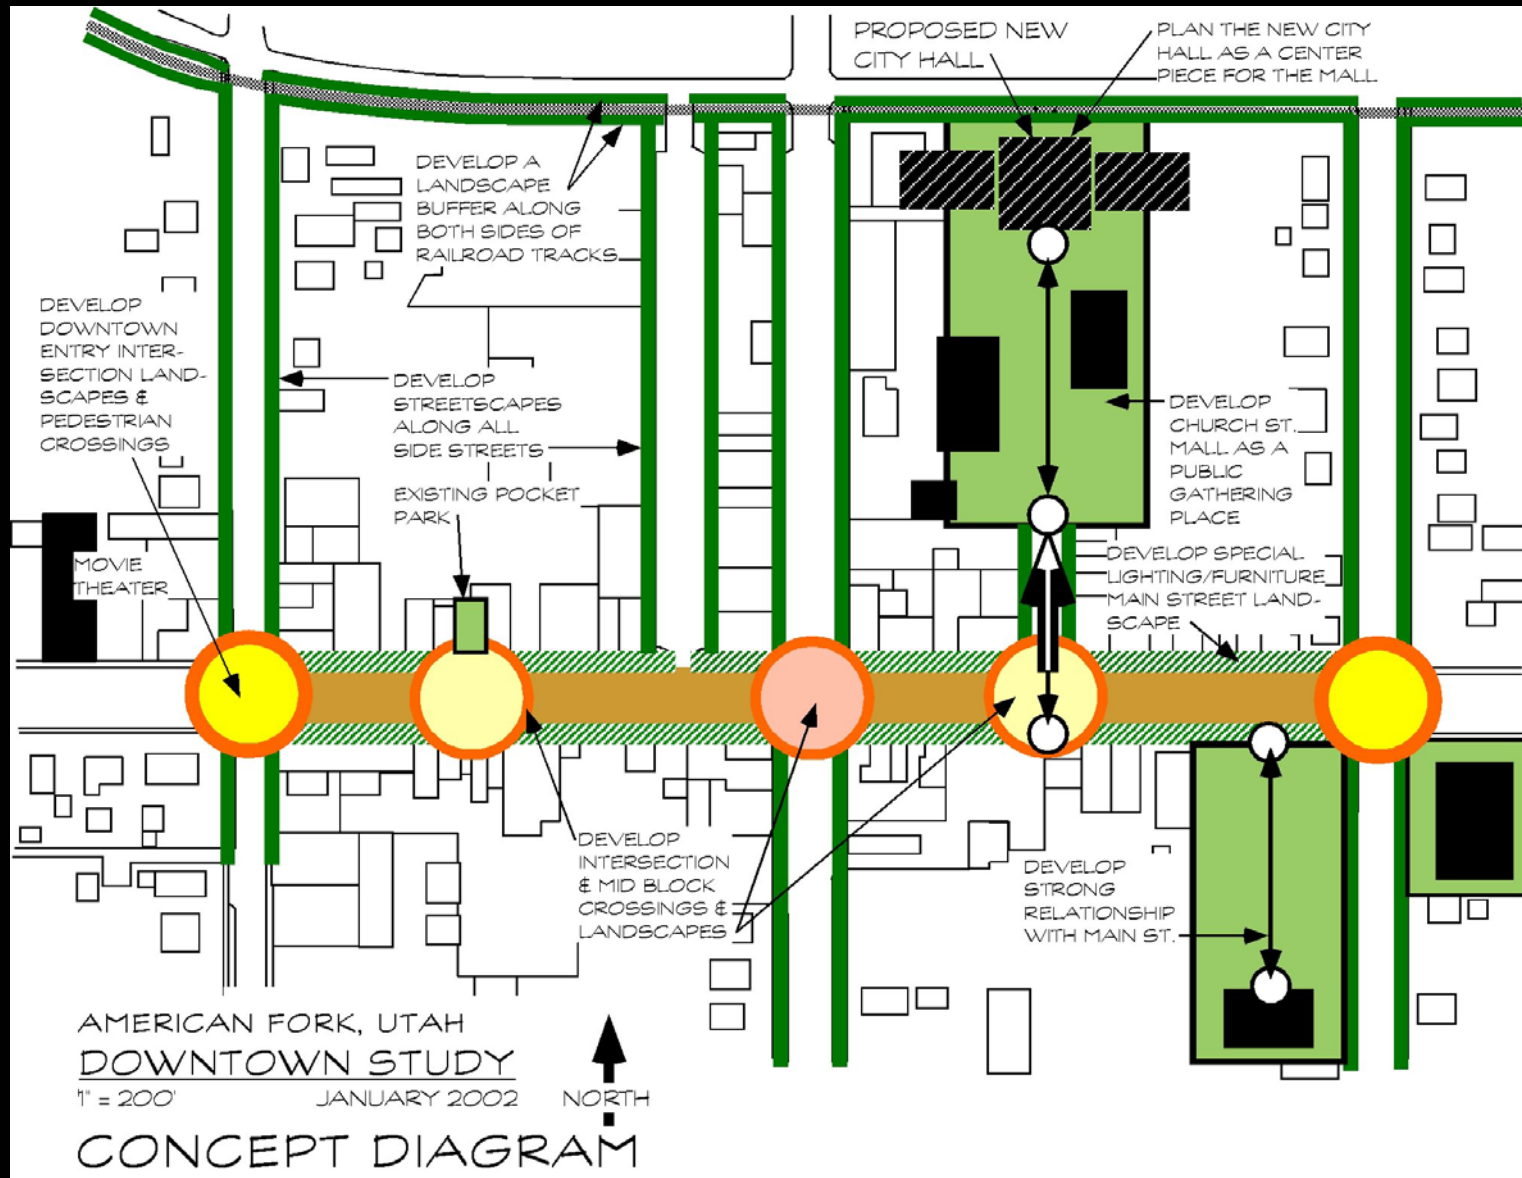 PROPOSED NEW
CITY HALL
PLAN THE NEW CITY
HALL AS A CENTER
PIECE FOR THE MALL
DEVELOP A
LANDSCAPE
BUFFER ALONG
BOTH SIDES OF
RAILROAD TRACKS
DEVELOP
DOWNTOWN
ENTRY INTER-
SECTION LAND-
SCAPES &
PEDESTRIAN
CROSSINGS
DEVELOP
STREETSCAPES
ALONG ALL
SIDE STREETS
EXISTING POCKET
PARK
DEVELOP
CHURCH ST.
MALL AS A
PUBLIC
GATHERING
PLACE
MOVIE
THEATER
DEVELOP SPECIAL
LIGHTING/FURNITURE
MAIN STREET LAND-
SCAPE
DEVELOP
INTERSECTION
& MID BLOCK
CROSSINGS &
LANDSCAPES
DEVELOP
STRONG
RELATIONSHIP
WITH MAIN ST.
AMERICAN FORK, UTAH
DOWNTOWN STUDY
1" = 200' JANUARY 2002
NORTH
CONCEPT DIAGRAM